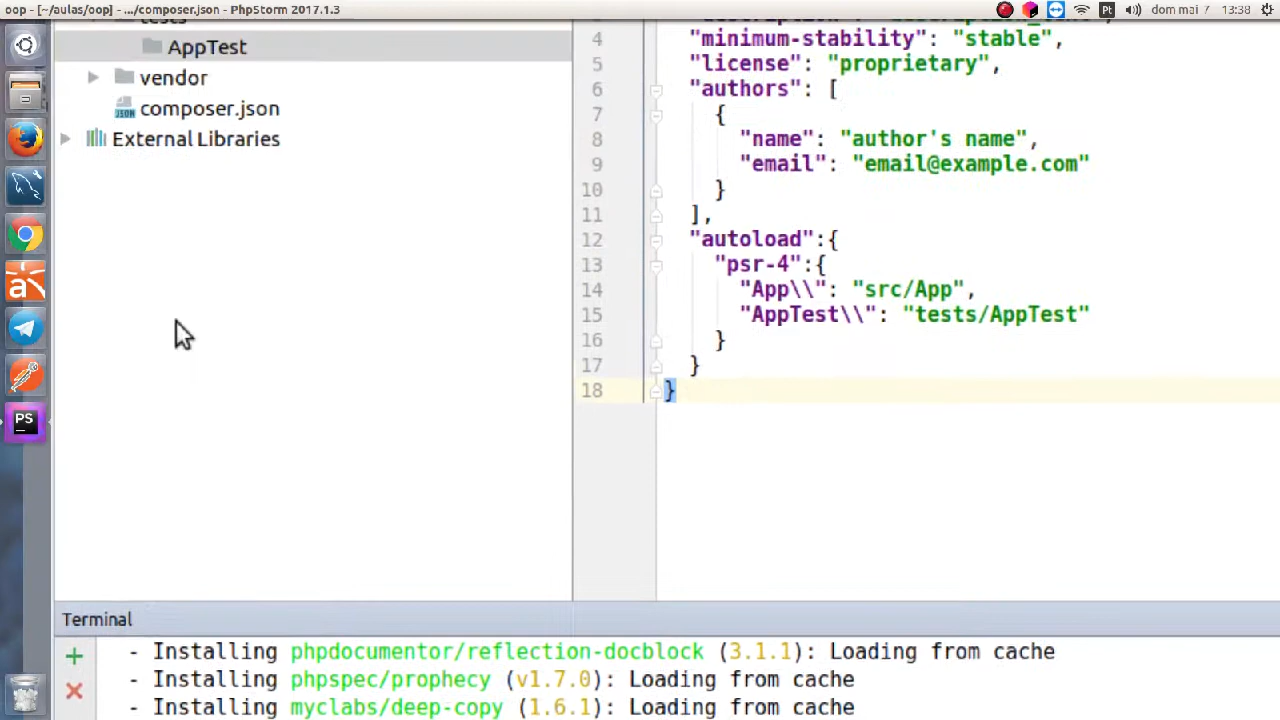 oop - [~/aulas/oop] - .../composer.json - PhpStorm 2017.1.3
Pt
dom mai 7
13:38
tests
AppTest
vendor
JSON
composer.json
External Libraries
4 "minimum-stability": "stable",
5 "license": "proprietary",
6 "authors": [
7 {
8 "name": "author's name",
9 "email": "email@example.com"
10 }
11 ],
12 "autoload":{
13 "psr-4":{
14 "App\\": "src/App",
15 "AppTest\\": "tests/AppTest"
16 }
17 }
18 }
PS
Terminal
- Installing phpdocumentor/reflection-docblock (3.1.1): Loading from cache
- Installing phpspec/prophecy (v1.7.0): Loading from cache
- Installing myclabs/deep-copy (1.6.1): Loading from cache